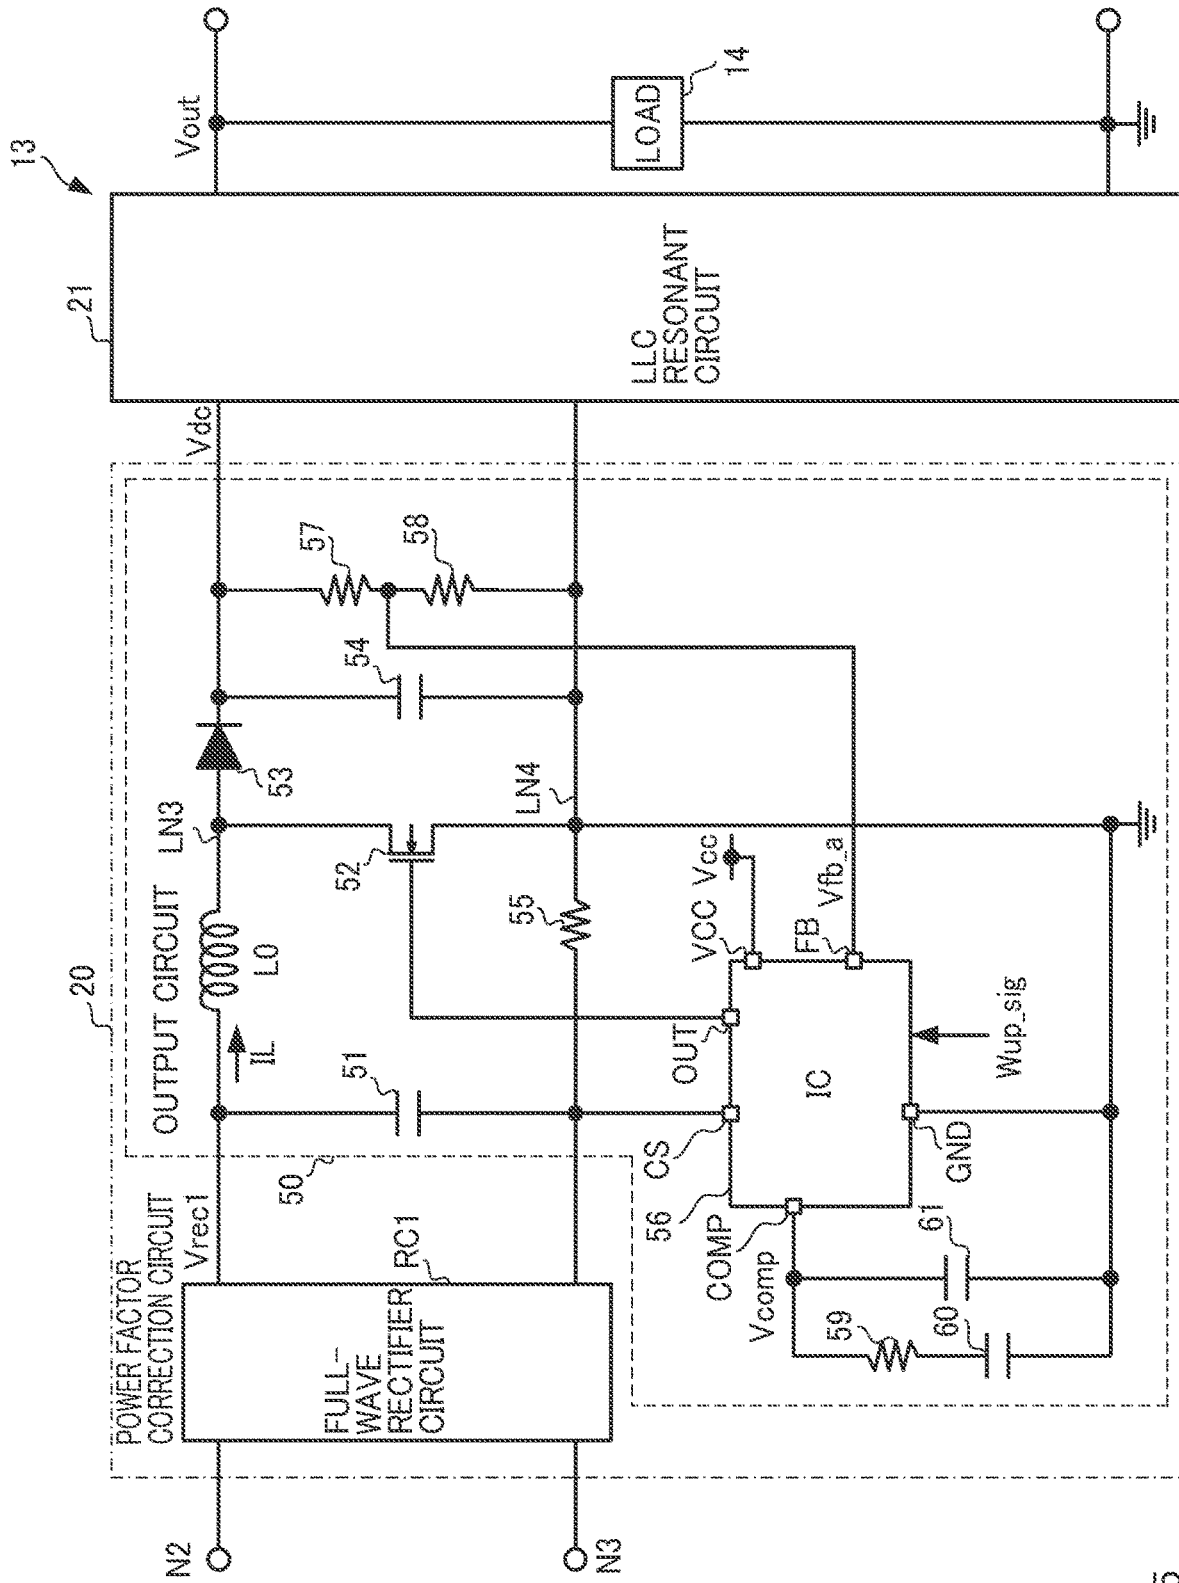 13
Vout
14
LOAD
21
LLC
RESONANT
CIRCUIT
Vdc
20
POWER FACTOR
CORRECTION CIRCUIT
OUTPUT CIRCUIT
50
N2
N3
FULL-
WAVE
RECTIFIER
CIRCUIT
RC1
Vrec1
IL
L0
LN3
53
51
52
54
57
58
55
LN4
CS
OUT
VCC
Vcc
FB
Vfb_a
56
IC
COMP
Vcomp
GND
Wup_sig
59
60
61
5